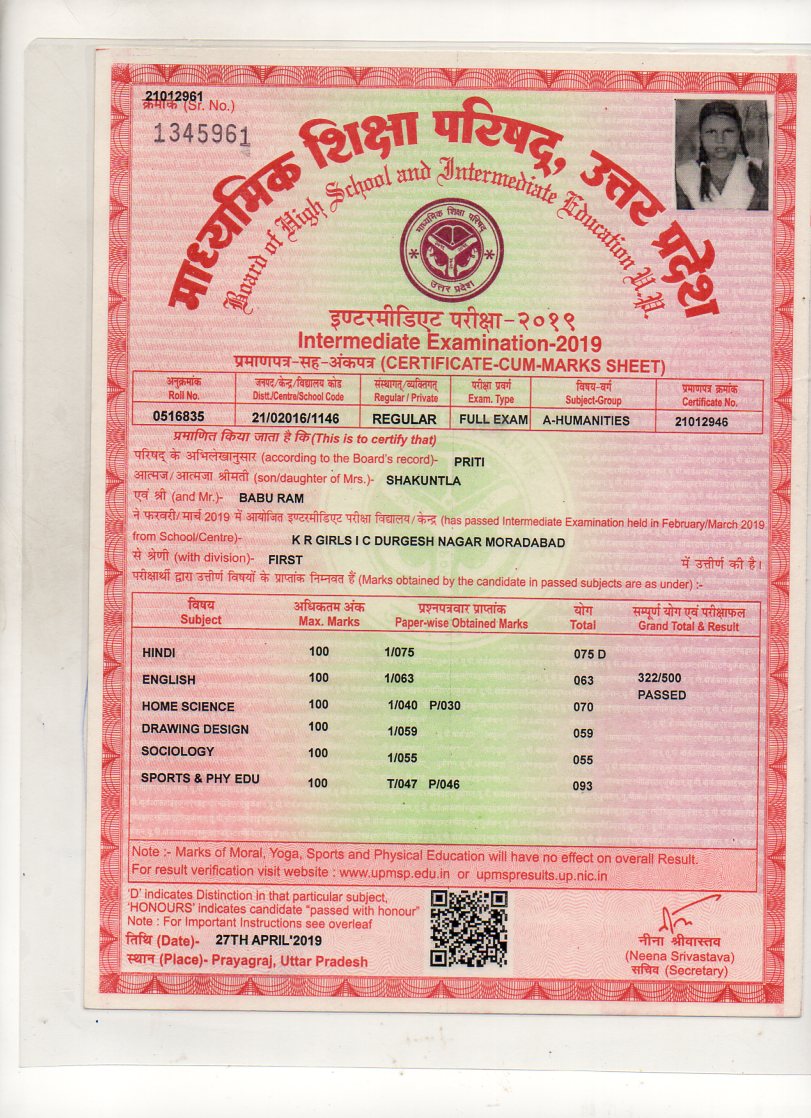 21012961
क्रमांक (Sr. No.)
1345961
माध्यमिक शिक्षा परिषद्, उत्तर प्रदेश
Board of High School and Intermediate Education U.P.
माध्यमिक शिक्षा परिषद
उत्तर प्रदेश
इण्टरमीडिएट परीक्षा-२०१९
Intermediate Examination-2019
प्रमाणपत्र-सह-अंकपत्र (CERTIFICATE-CUM-MARKS SHEET)
अनुक्रमांक जनपद/केन्द्र/विद्यालय कोड संस्थागत्/व्यक्तिगत् परीक्षा प्रवर्ग विषय-वर्ग प्रमाणपत्र क्रमांक
Roll No. Distt./Centre/School Code Regular / Private Exam. Type Subject-Group Certificate No.
0516835 21/02016/1146 REGULAR FULL EXAM A-HUMANITIES 21012946
प्रमाणित किया जाता है कि (This is to certify that)
परिषद् के अभिलेखानुसार (according to the Board's record)- PRITI
आत्मज/आत्मजा श्रीमती (son/daughter of Mrs.)- SHAKUNTLA
एवं श्री (and Mr.)- BABU RAM
ने फरवरी/मार्च 2019 में आयोजित इण्टरमीडिएट परीक्षा विद्यालय/केन्द्र (has passed Intermediate Examination held in February/March 2019
from School/Centre)- K R GIRLS I C DURGESH NAGAR MORADABAD
से श्रेणी (with division)- FIRST में उत्तीर्ण की है।
परीक्षार्थी द्वारा उत्तीर्ण विषयों के प्राप्तांक निम्नवत हैं (Marks obtained by the candidate in passed subjects are as under) :-
विषय अधिकतम अंक प्रश्नपत्रवार प्राप्तांक योग सम्पूर्ण योग एवं परीक्षाफल
Subject Max. Marks Paper-wise Obtained Marks Total Grand Total & Result
HINDI 100 1/075 075 D
ENGLISH 100 1/063 063 322/500
PASSED
HOME SCIENCE 100 1/040 P/030 070
DRAWING DESIGN 100 1/059 059
SOCIOLOGY 100 1/055 055
SPORTS & PHY EDU 100 T/047 P/046 093
Note :- Marks of Moral, Yoga, Sports and Physical Education will have no effect on overall Result.
For result verification visit website : www.upmsp.edu.in or upmspresults.up.nic.in
'D' indicates Distinction in that particular subject,
'HONOURS' indicates candidate "passed with honour"
Note : For Important Instructions see overleaf
तिथि (Date)- 27TH APRIL'2019
स्थान (Place)- Prayagraj, Uttar Pradesh
नीना श्रीवास्तव
(Neena Srivastava)
सचिव (Secretary)